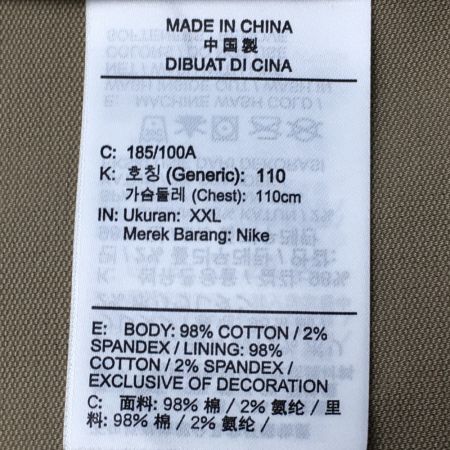 MADE IN CHINA
中国製
DIBUAT DI CINA
C: 185/100A
K: 호칭 (Generic): 110
가슴둘레 (Chest): 110cm
IN: Ukuran: XXL
Merek Barang: Nike
E: BODY: 98% COTTON / 2%
SPANDEX / LINING: 98%
COTTON / 2% SPANDEX /
EXCLUSIVE OF DECORATION
C: 面料: 98% 棉 / 2% 氨纶 / 里
料: 98% 棉 / 2% 氨纶 /